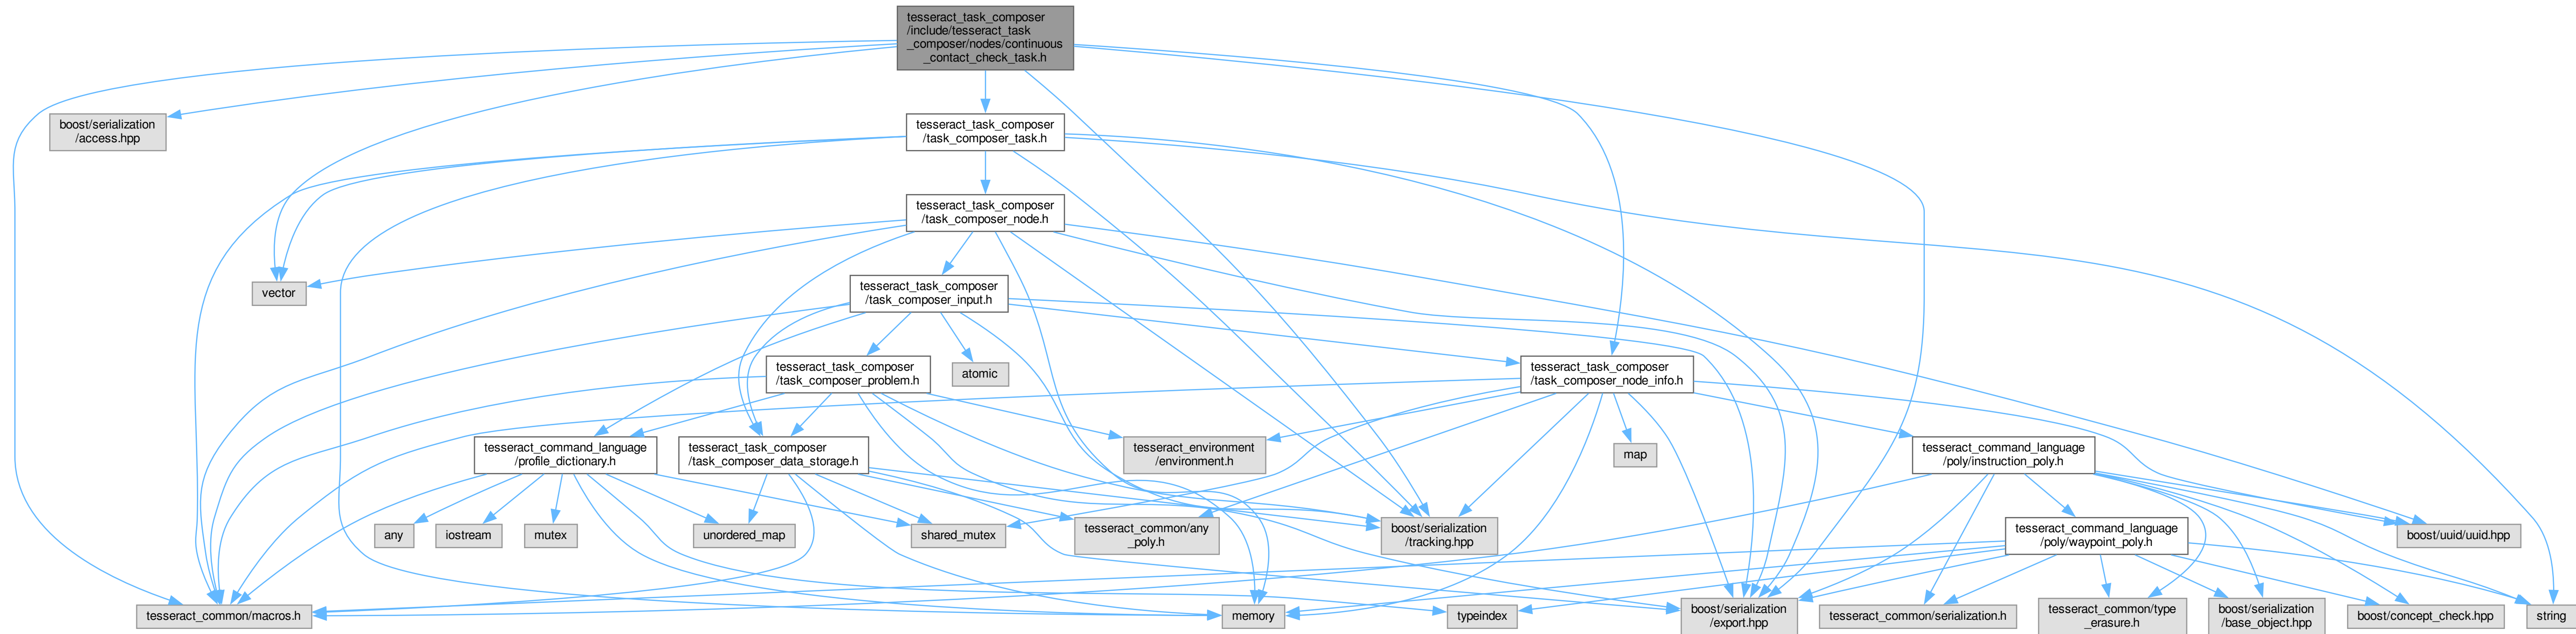 tesseract_task_composer
/include/tesseract_task
_composer/nodes/continuous
_contact_check_task.h
boost/serialization
/access.hpp
tesseract_task_composer
/task_composer_task.h
tesseract_task_composer
/task_composer_node.h
vector
tesseract_task_composer
/task_composer_input.h
tesseract_task_composer
/task_composer_problem.h
atomic
tesseract_task_composer
/task_composer_node_info.h
tesseract_command_language
/profile_dictionary.h
tesseract_task_composer
/task_composer_data_storage.h
tesseract_environment
/environment.h
map
tesseract_command_language
/poly/instruction_poly.h
any
iostream
mutex
unordered_map
shared_mutex
tesseract_common/any
_poly.h
boost/serialization
/tracking.hpp
tesseract_command_language
/poly/waypoint_poly.h
boost/uuid/uuid.hpp
tesseract_common/macros.h
memory
typeindex
boost/serialization
/export.hpp
tesseract_common/serialization.h
tesseract_common/type
_erasure.h
boost/serialization
/base_object.hpp
boost/concept_check.hpp
string